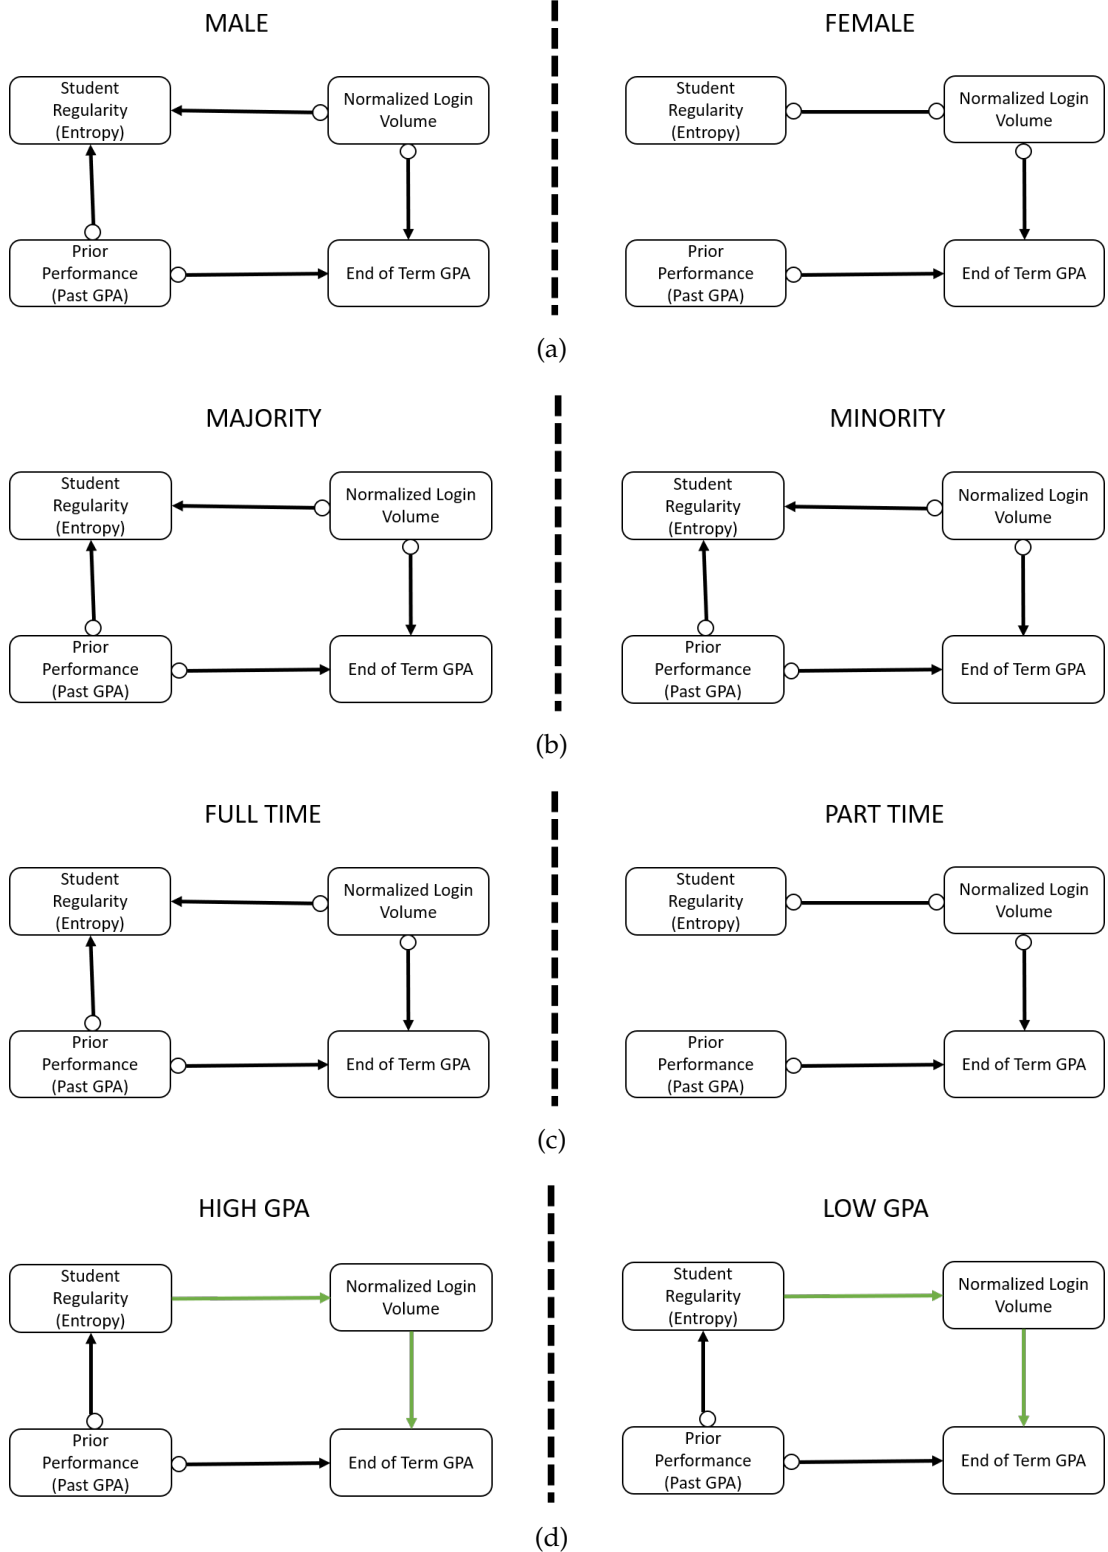 MALE
Student
Regularity
(Entropy)
Normalized Login
Volume
Prior
Performance
(Past GPA)
End of Term GPA
FEMALE
Student
Regularity
(Entropy)
Normalized Login
Volume
Prior
Performance
(Past GPA)
End of Term GPA
(a)
MAJORITY
Student
Regularity
(Entropy)
Normalized Login
Volume
Prior
Performance
(Past GPA)
End of Term GPA
MINORITY
Student
Regularity
(Entropy)
Normalized Login
Volume
Prior
Performance
(Past GPA)
End of Term GPA
(b)
FULL TIME
Student
Regularity
(Entropy)
Normalized Login
Volume
Prior
Performance
(Past GPA)
End of Term GPA
PART TIME
Student
Regularity
(Entropy)
Normalized Login
Volume
Prior
Performance
(Past GPA)
End of Term GPA
(c)
HIGH GPA
Student
Regularity
(Entropy)
Normalized Login
Volume
Prior
Performance
(Past GPA)
End of Term GPA
LOW GPA
Student
Regularity
(Entropy)
Normalized Login
Volume
Prior
Performance
(Past GPA)
End of Term GPA
(d)